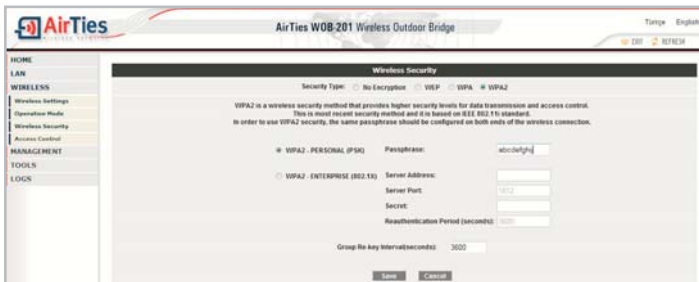 AirTies
AirTies WOB-201 Wireless Outdoor Bridge
Türkçe English
EXIT REFRESH
HOME
LAN
WIRELESS
Wireless Settings
Operation Mode
Wireless Security
Access Control
MANAGEMENT
TOOLS
LOGS
Wireless Security
Security Type: No Encryption WEP WPA WPA2
WPA2 is a wireless security method that provides higher security levels for data transmission and access control.
This is most recent security method and it is based on IEEE 802.11i standard.
In order to use WPA2 security, the same passphrase should be configured on both ends of the wireless connection.
WPA2 - PERSONAL (PSK) Passphrase:
WPA2 - ENTERPRISE (802.1X) Server Address:
Server Port: 1812
Secret:
Reauthentication Period (seconds): 3600
Group Re-key Interval(seconds): 3600
Save Cancel